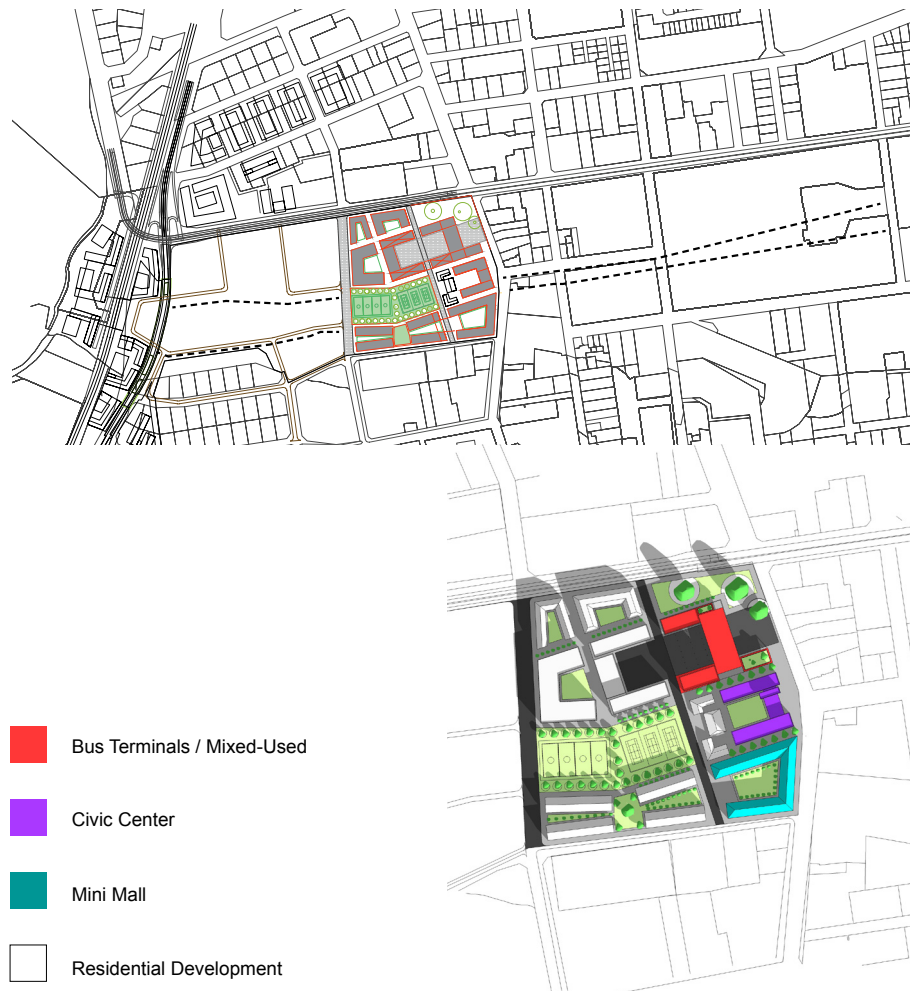 Bus Terminals / Mixed-Used
Civic Center
Mini Mall
Residential Development